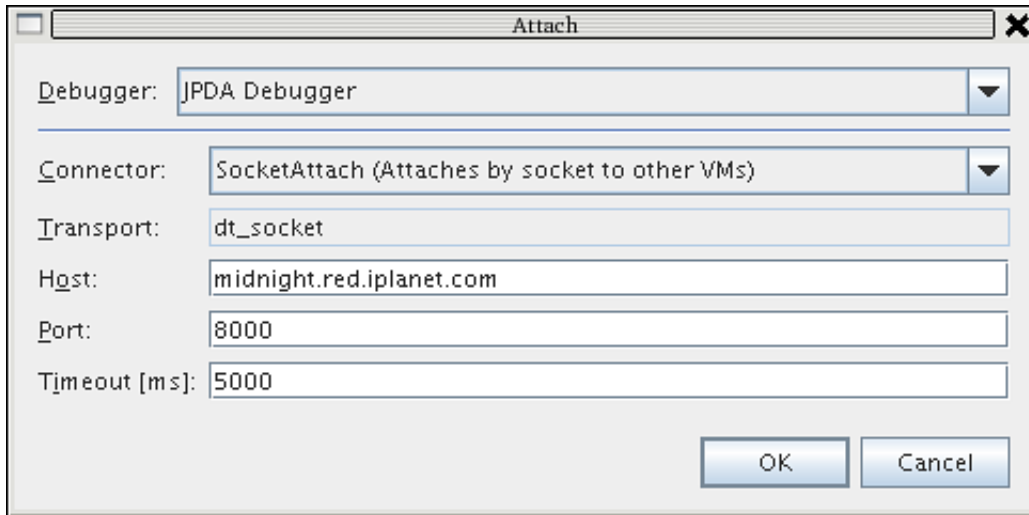 Attach
Debugger: JPDA Debugger
Connector: SocketAttach (Attaches by socket to other VMs)
Transport: dt_socket
Host: midnight.red.iplanet.com
Port: 8000
Timeout [ms]: 5000
OK Cancel